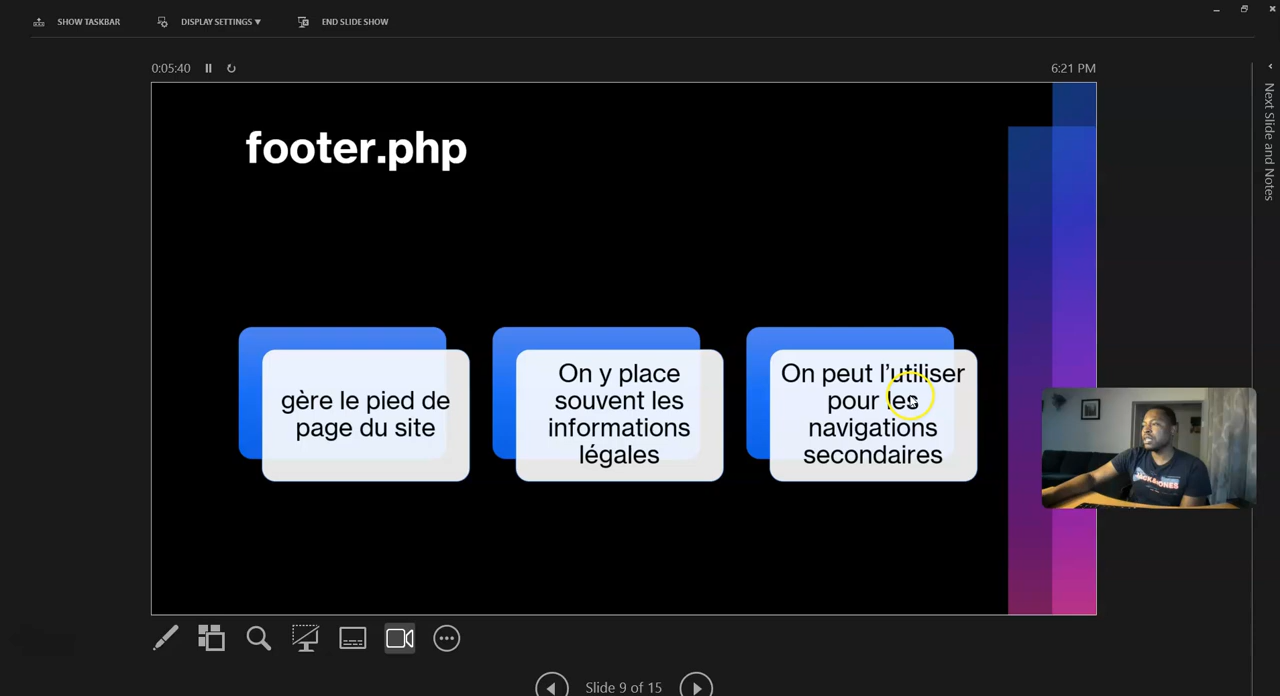 SHOW TASKBAR
DISPLAY SETTINGS ▼
END SLIDE SHOW
0:05:40
6:21 PM
Next Slide and Notes
footer.php
gère le pied de
page du site
On y place
souvent les
informations
légales
On peut l'utiliser
pour les
navigations
secondaires
JACK&JONES
Slide 9 of 15